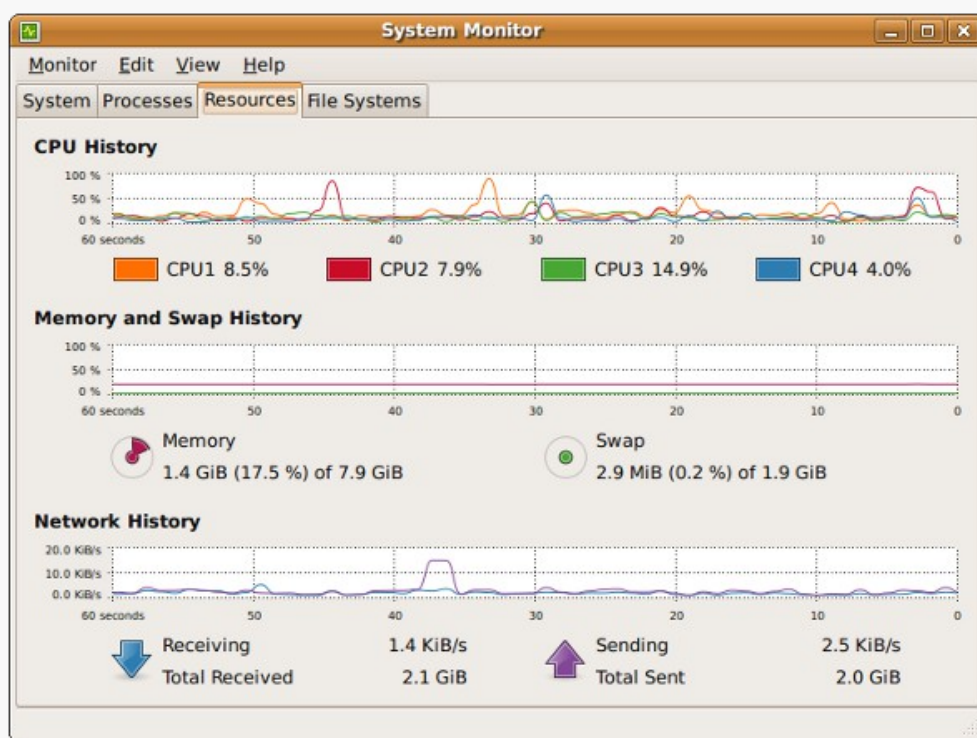 System Monitor
Monitor Edit View Help
System Processes Resources File Systems
CPU History
100 %
50 %
0 %
60 seconds 50 40 30 20 10 0
CPU1 8.5% CPU2 7.9% CPU3 14.9% CPU4 4.0%
Memory and Swap History
100 %
50 %
0 %
60 seconds 50 40 30 20 10 0
Memory Swap
1.4 GiB (17.5 %) of 7.9 GiB 2.9 MiB (0.2 %) of 1.9 GiB
Network History
20.0 KiB/s
10.0 KiB/s
0.0 KiB/s
60 seconds 50 40 30 20 10 0
Receiving 1.4 KiB/s Sending 2.5 KiB/s
Total Received 2.1 GiB Total Sent 2.0 GiB